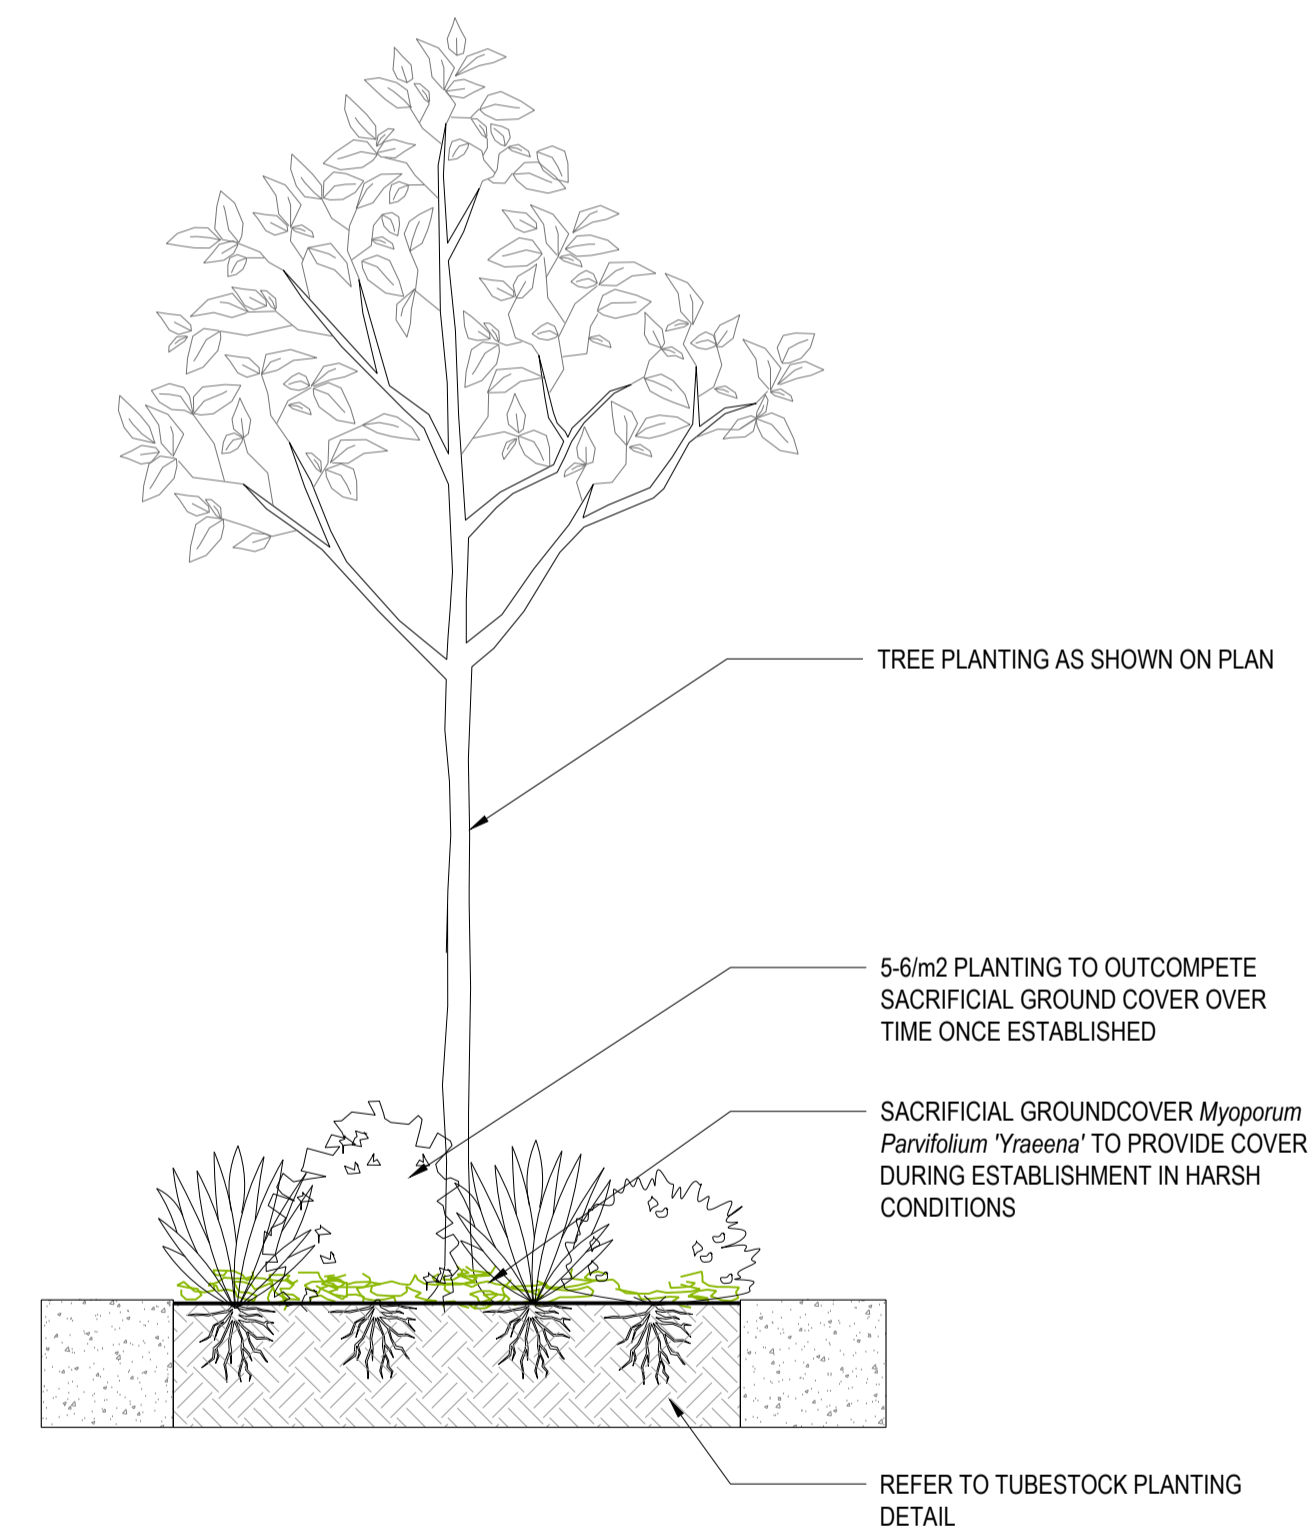 TREE PLANTING AS SHOWN ON PLAN
5-6/m2 PLANTING TO OUTCOMPETE
SACRIFICIAL GROUND COVER OVER
TIME ONCE ESTABLISHED
SACRIFICIAL GROUNDCOVER Myoporum
Parvifolium 'Yraeena' TO PROVIDE COVER
DURING ESTABLISHMENT IN HARSH
CONDITIONS
REFER TO TUBESTOCK PLANTING
DETAIL